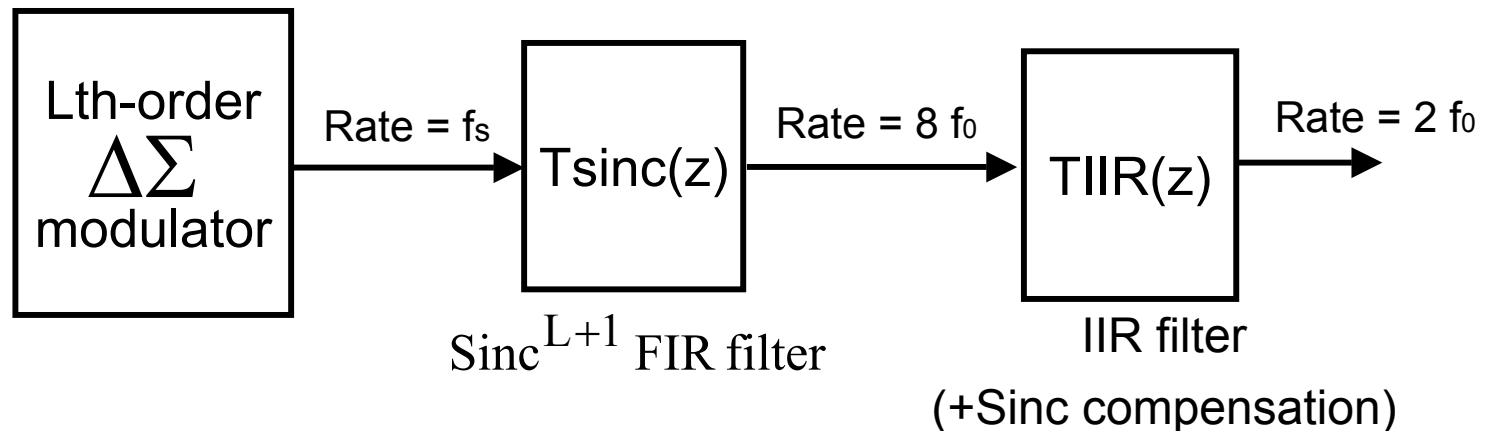 Lth-order
ΔΣ
modulator
Rate = fs
Tsinc(z)
Rate = 8 f0
TIIR(z)
Rate = 2 f0
Sinc^L+1 FIR filter
IIR filter
(+Sinc compensation)